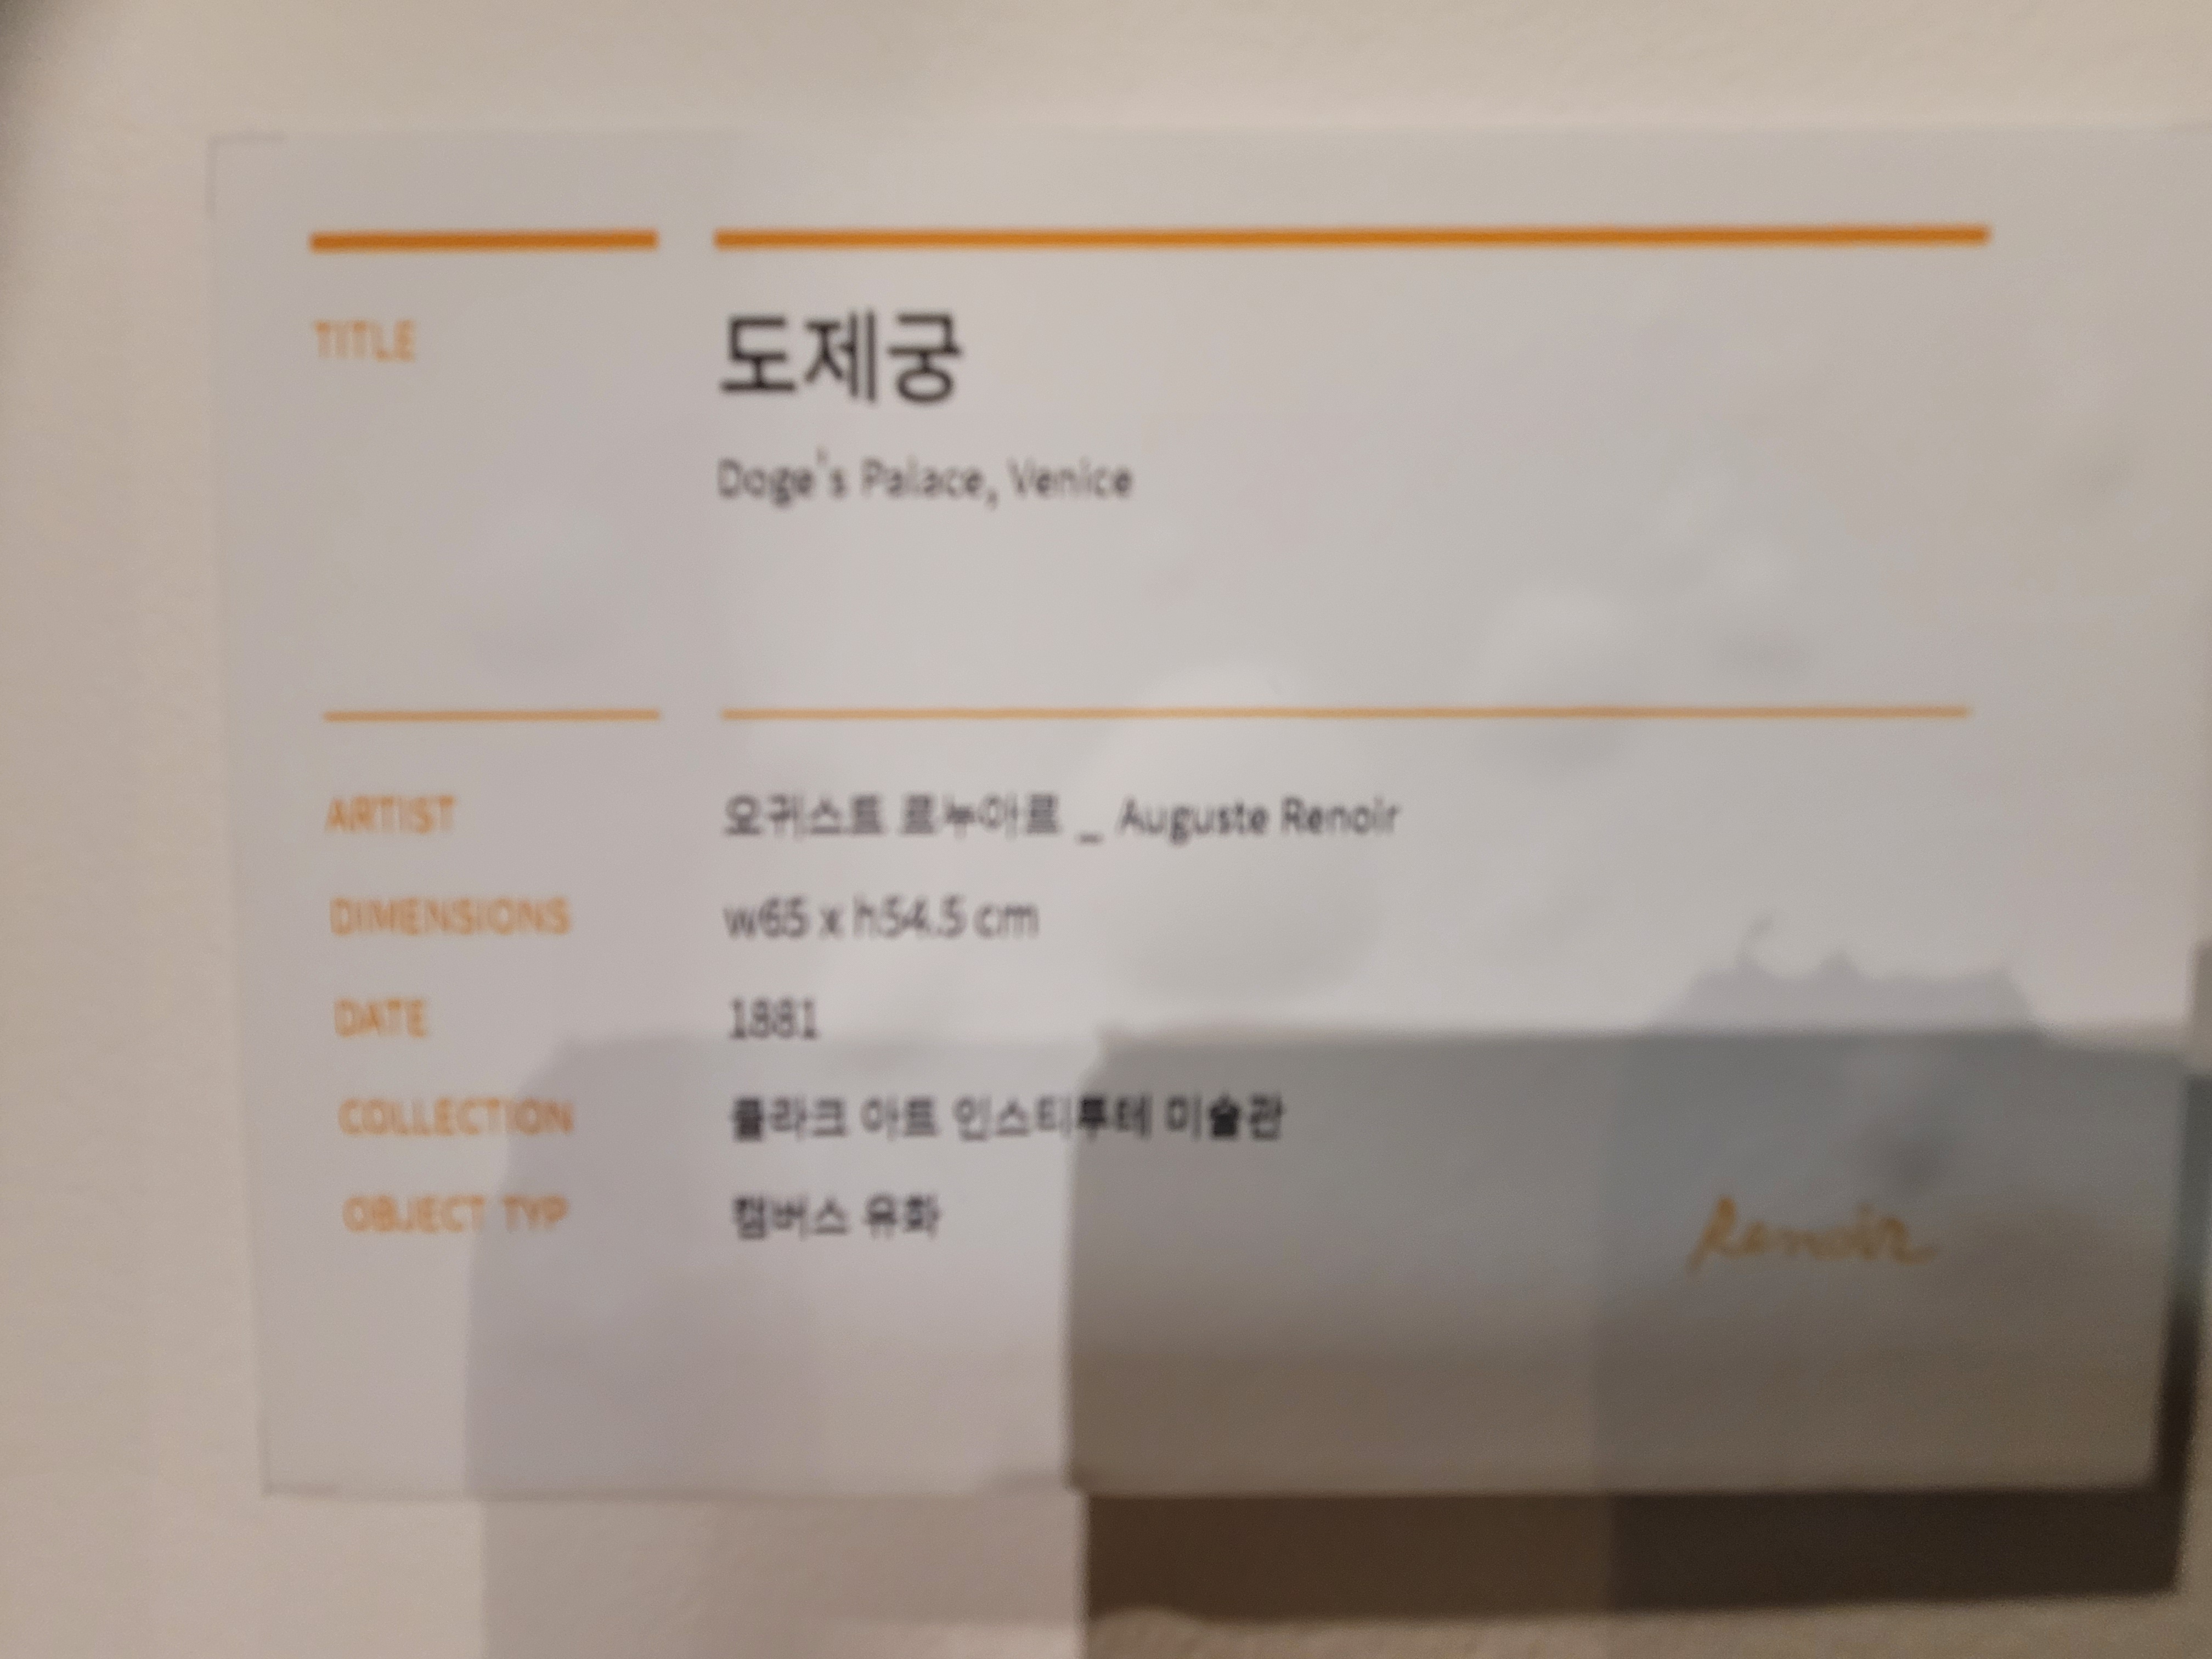 TITLE 도제궁
Doge's Palace, Venice
ARTIST 오귀스트 르누아르 _ Auguste Renoir
DIMENSIONS w65 x h54.5 cm
DATE 1881
COLLECTION 클라크 아트 인스티투테 미술관
OBJECT TYP 캔버스 유화
Renoir